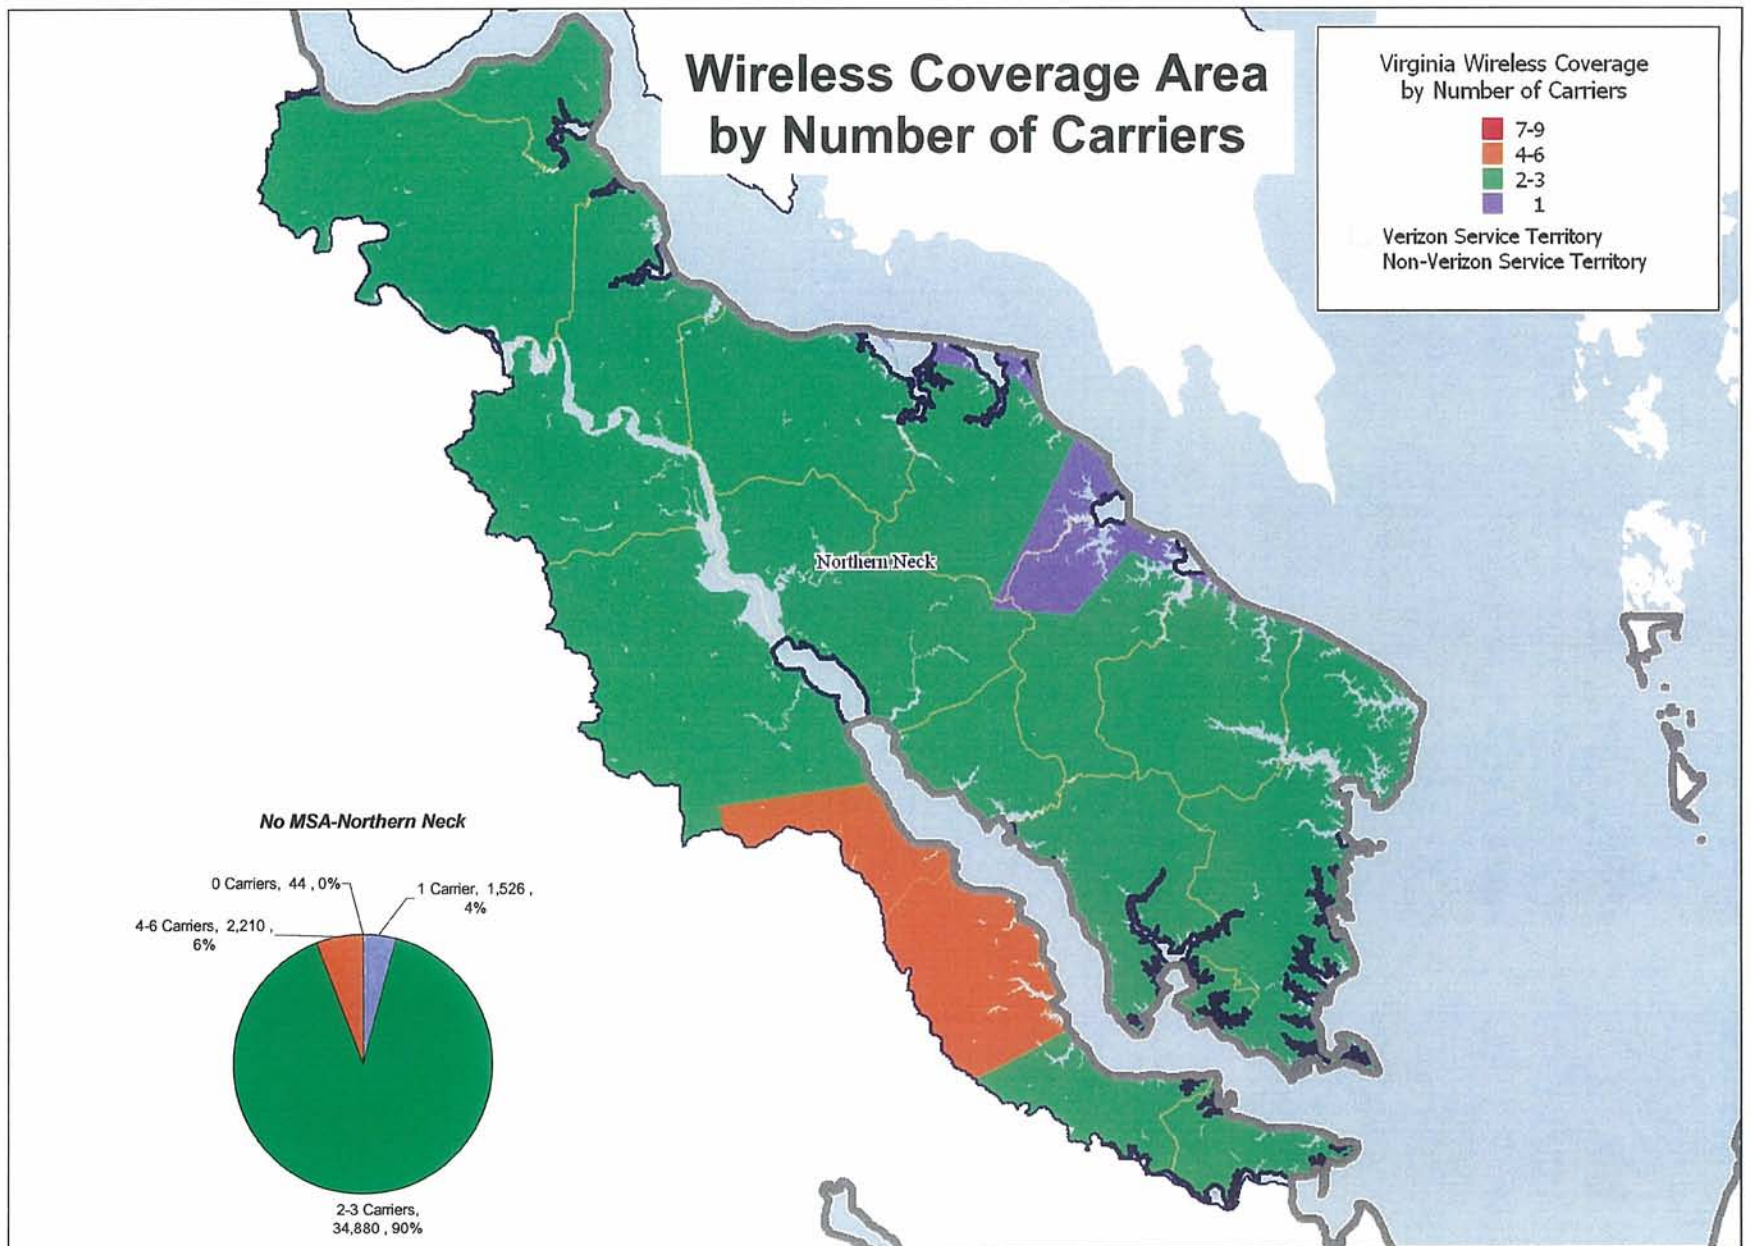 Wireless Coverage Area
by Number of Carriers
Virginia Wireless Coverage
by Number of Carriers
7-9
4-6
2-3
1
Verizon Service Territory
Non-Verizon Service Territory
Northern Neck
No MSA-Northern Neck
0 Carriers, 44 , 0%
1 Carrier, 1,526 ,
4%
4-6 Carriers, 2,210 ,
6%
2-3 Carriers,
34,880 , 90%